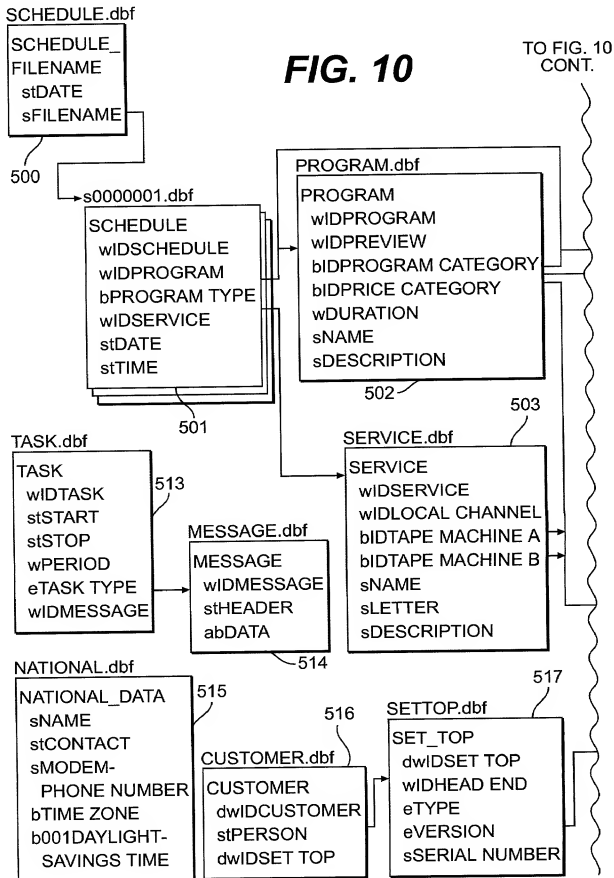 SCHEDULE.dbf
SCHEDULE_
FILENAME
stDATE
sFILENAME
500
FIG. 10
TO FIG. 10
CONT.
s0000001.dbf
SCHEDULE
wIDSCHEDULE
wIDPROGRAM
bPROGRAM TYPE
wIDSERVICE
stDATE
stTIME
501
PROGRAM.dbf
PROGRAM
wIDPROGRAM
wIDPREVIEW
bIDPROGRAM CATEGORY
bIDPRICE CATEGORY
wDURATION
sNAME
sDESCRIPTION
502
503
SERVICE.dbf
SERVICE
wIDSERVICE
wIDLOCAL CHANNEL
bIDTAPE MACHINE A
bIDTAPE MACHINE B
sNAME
sLETTER
sDESCRIPTION
TASK.dbf
TASK
wIDTASK
stSTART
stSTOP
wPERIOD
eTASK TYPE
wIDMESSAGE
513
MESSAGE.dbf
MESSAGE
wIDMESSAGE
stHEADER
abDATA
514
NATIONAL.dbf
NATIONAL_DATA
sNAME
stCONTACT
sMODEM-
PHONE NUMBER
bTIME ZONE
b001DAYLIGHT-
SAVINGS TIME
515
516
CUSTOMER.dbf
CUSTOMER
dwIDCUSTOMER
stPERSON
dwIDSET TOP
517
SETTOP.dbf
SET_TOP
dwIDSET TOP
wIDHEAD END
eTYPE
eVERSION
sSERIAL NUMBER